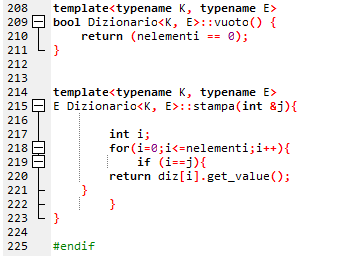 208 template<typename K, typename E>
209 bool Dizionario<K, E>::vuoto() {
210 return (nelementi == 0);
211 }
212
213
214 template<typename K, typename E>
215 E Dizionario<K, E>::stampa(int &j){
216
217 int i;
218 for(i=0;i<=nelementi;i++){
219 if (i==j){
220 return diz[i].get_value();
221 }
222 }
223 }
224
225 #endif